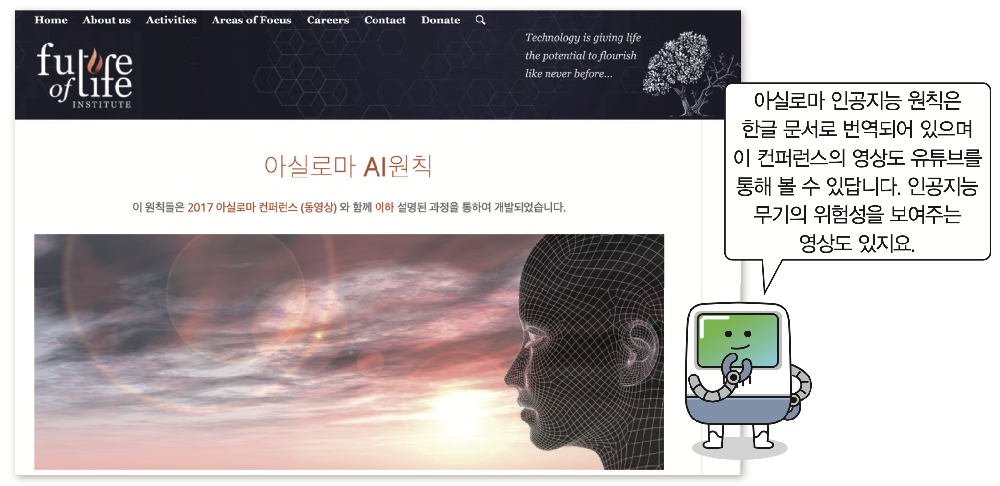 Home About us Activities Areas of Focus Careers Contact Donate
future
of life
INSTITUTE
Technology is giving life
the potential to flourish
like never before...
아실로마 AI원칙
이 원칙들은 2017 아실로마 컨퍼런스 (동영상) 와 함께 이하 설명된 과정을 통하여 개발되었습니다.
아실로마 인공지능 원칙은
한글 문서로 번역되어 있으며
이 컨퍼런스의 영상도 유튜브를
통해 볼 수 있답니다. 인공지능
무기의 위험성을 보여주는
영상도 있지요.